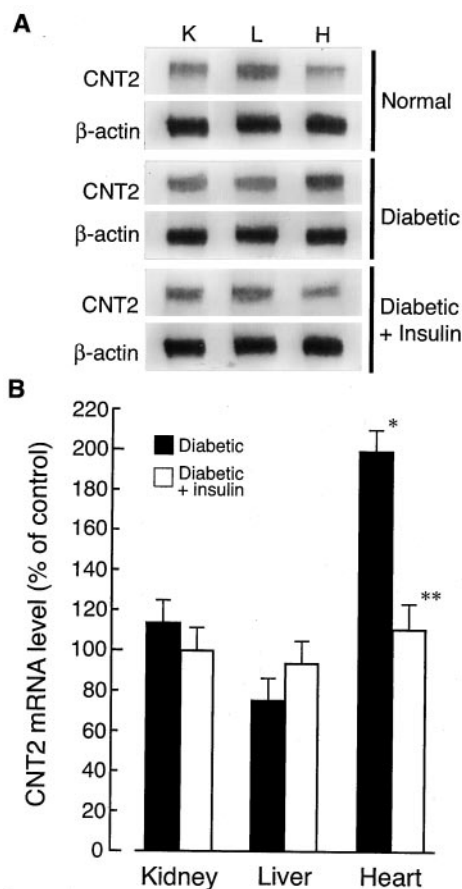 A
K L H
CNT2
β-actin
Normal
CNT2
β-actin
Diabetic
CNT2
β-actin
Diabetic
+ Insulin
B
CNT2 mRNA level (% of control)
220
200
180
160
140
120
100
80
60
40
20
0
Diabetic
Diabetic
+ insulin
*
**
Kidney Liver Heart